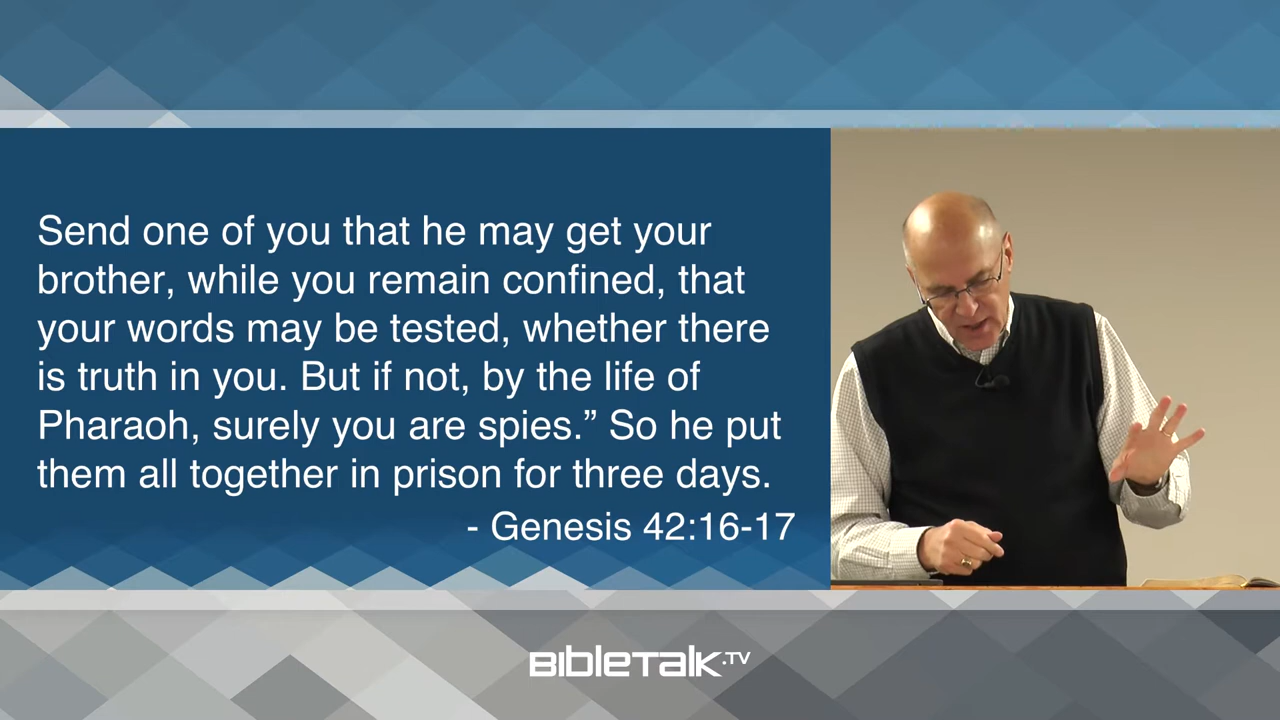 Send one of you that he may get your
brother, while you remain confined, that
your words may be tested, whether there
is truth in you. But if not, by the life of
Pharaoh, surely you are spies.” So he put
them all together in prison for three days.
- Genesis 42:16-17
BIBLETALK.TV